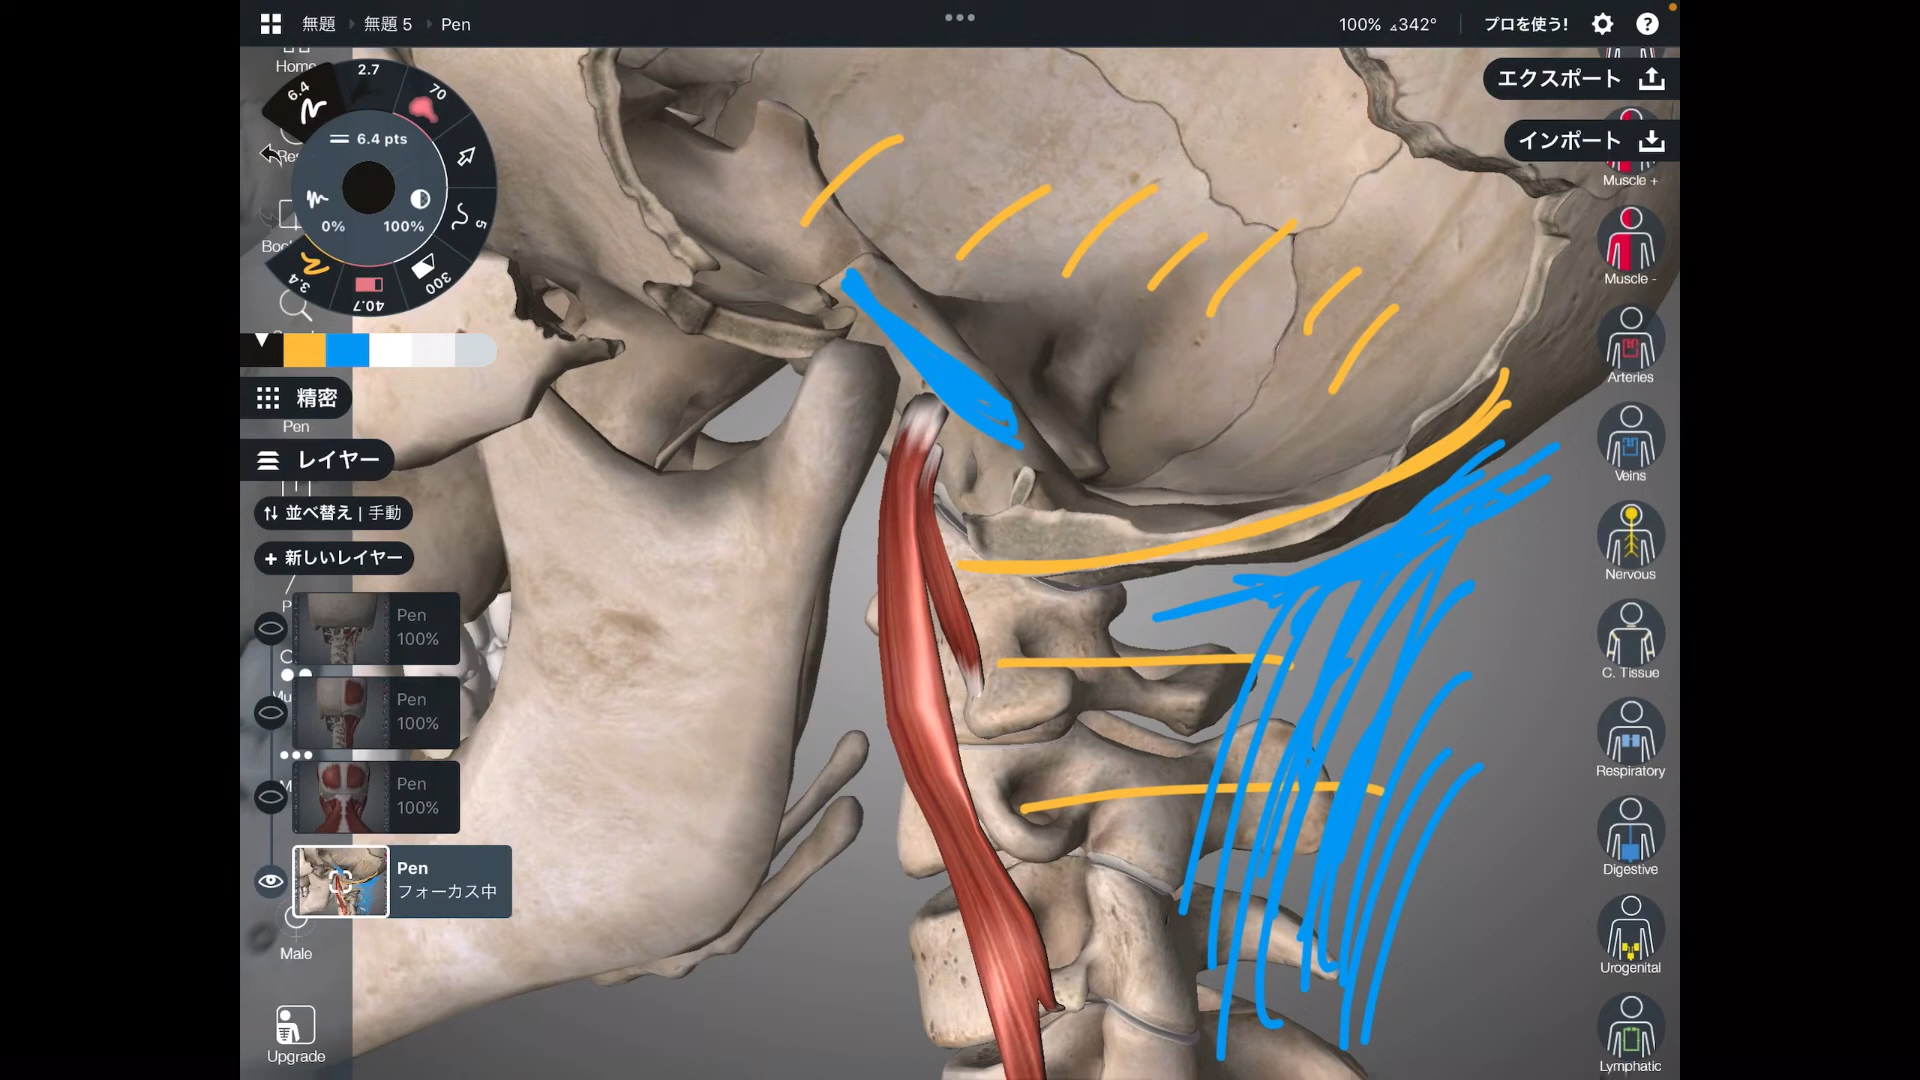 無題 無題 5 Pen
100% ⊿342° プロを使う!
エクスポート
インポート
Home
2.7
6.4
70
6.4 pts
0% 100%
5
300
40.7
3.4
精密
Pen
レイヤー
並べ替え | 手動
+ 新しいレイヤー
Pen
100%
Pen
100%
Pen
100%
Pen
フォーカス中
Male
Upgrade
Muscle +
Muscle -
Arteries
Veins
Nervous
C. Tissue
Respiratory
Digestive
Urogenital
Lymphatic